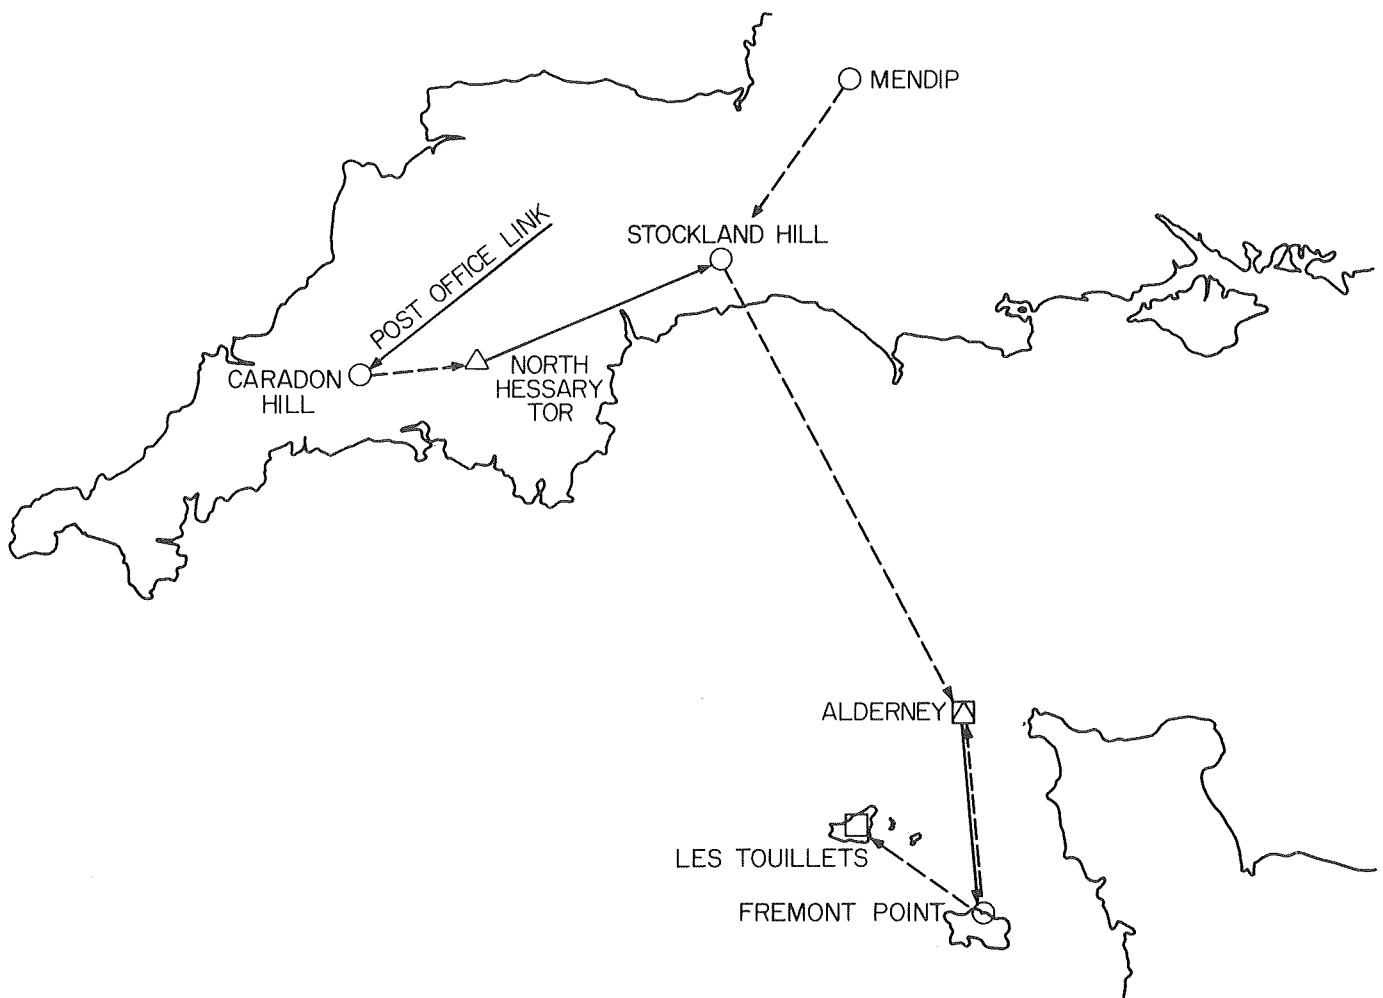 MENDIP
STOCKLAND HILL
POST OFFICE LINK
NORTH
HESSARY
TOR
CARADON
HILL
ALDERNEY
LES TOUILLETS
FREMONT POINT